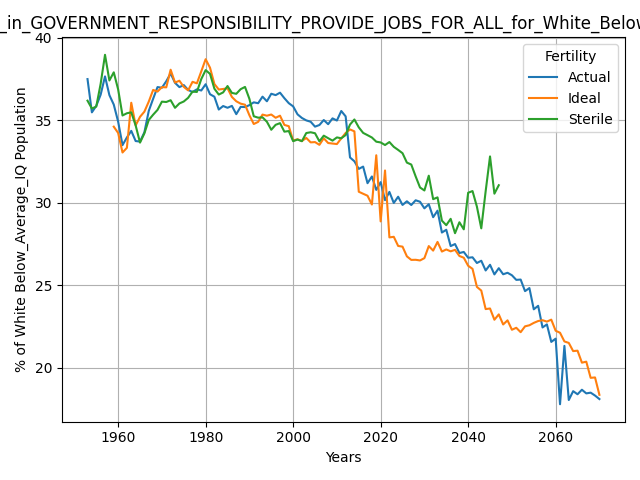 _in_GOVERNMENT_RESPONSIBILITY_PROVIDE_JOBS_FOR_ALL_for_White_Below
Fertility
Actual
Ideal
Sterile
% of White Below_Average_IQ Population
40
35
30
25
20
1960
1980
2000
2020
2040
2060
Years